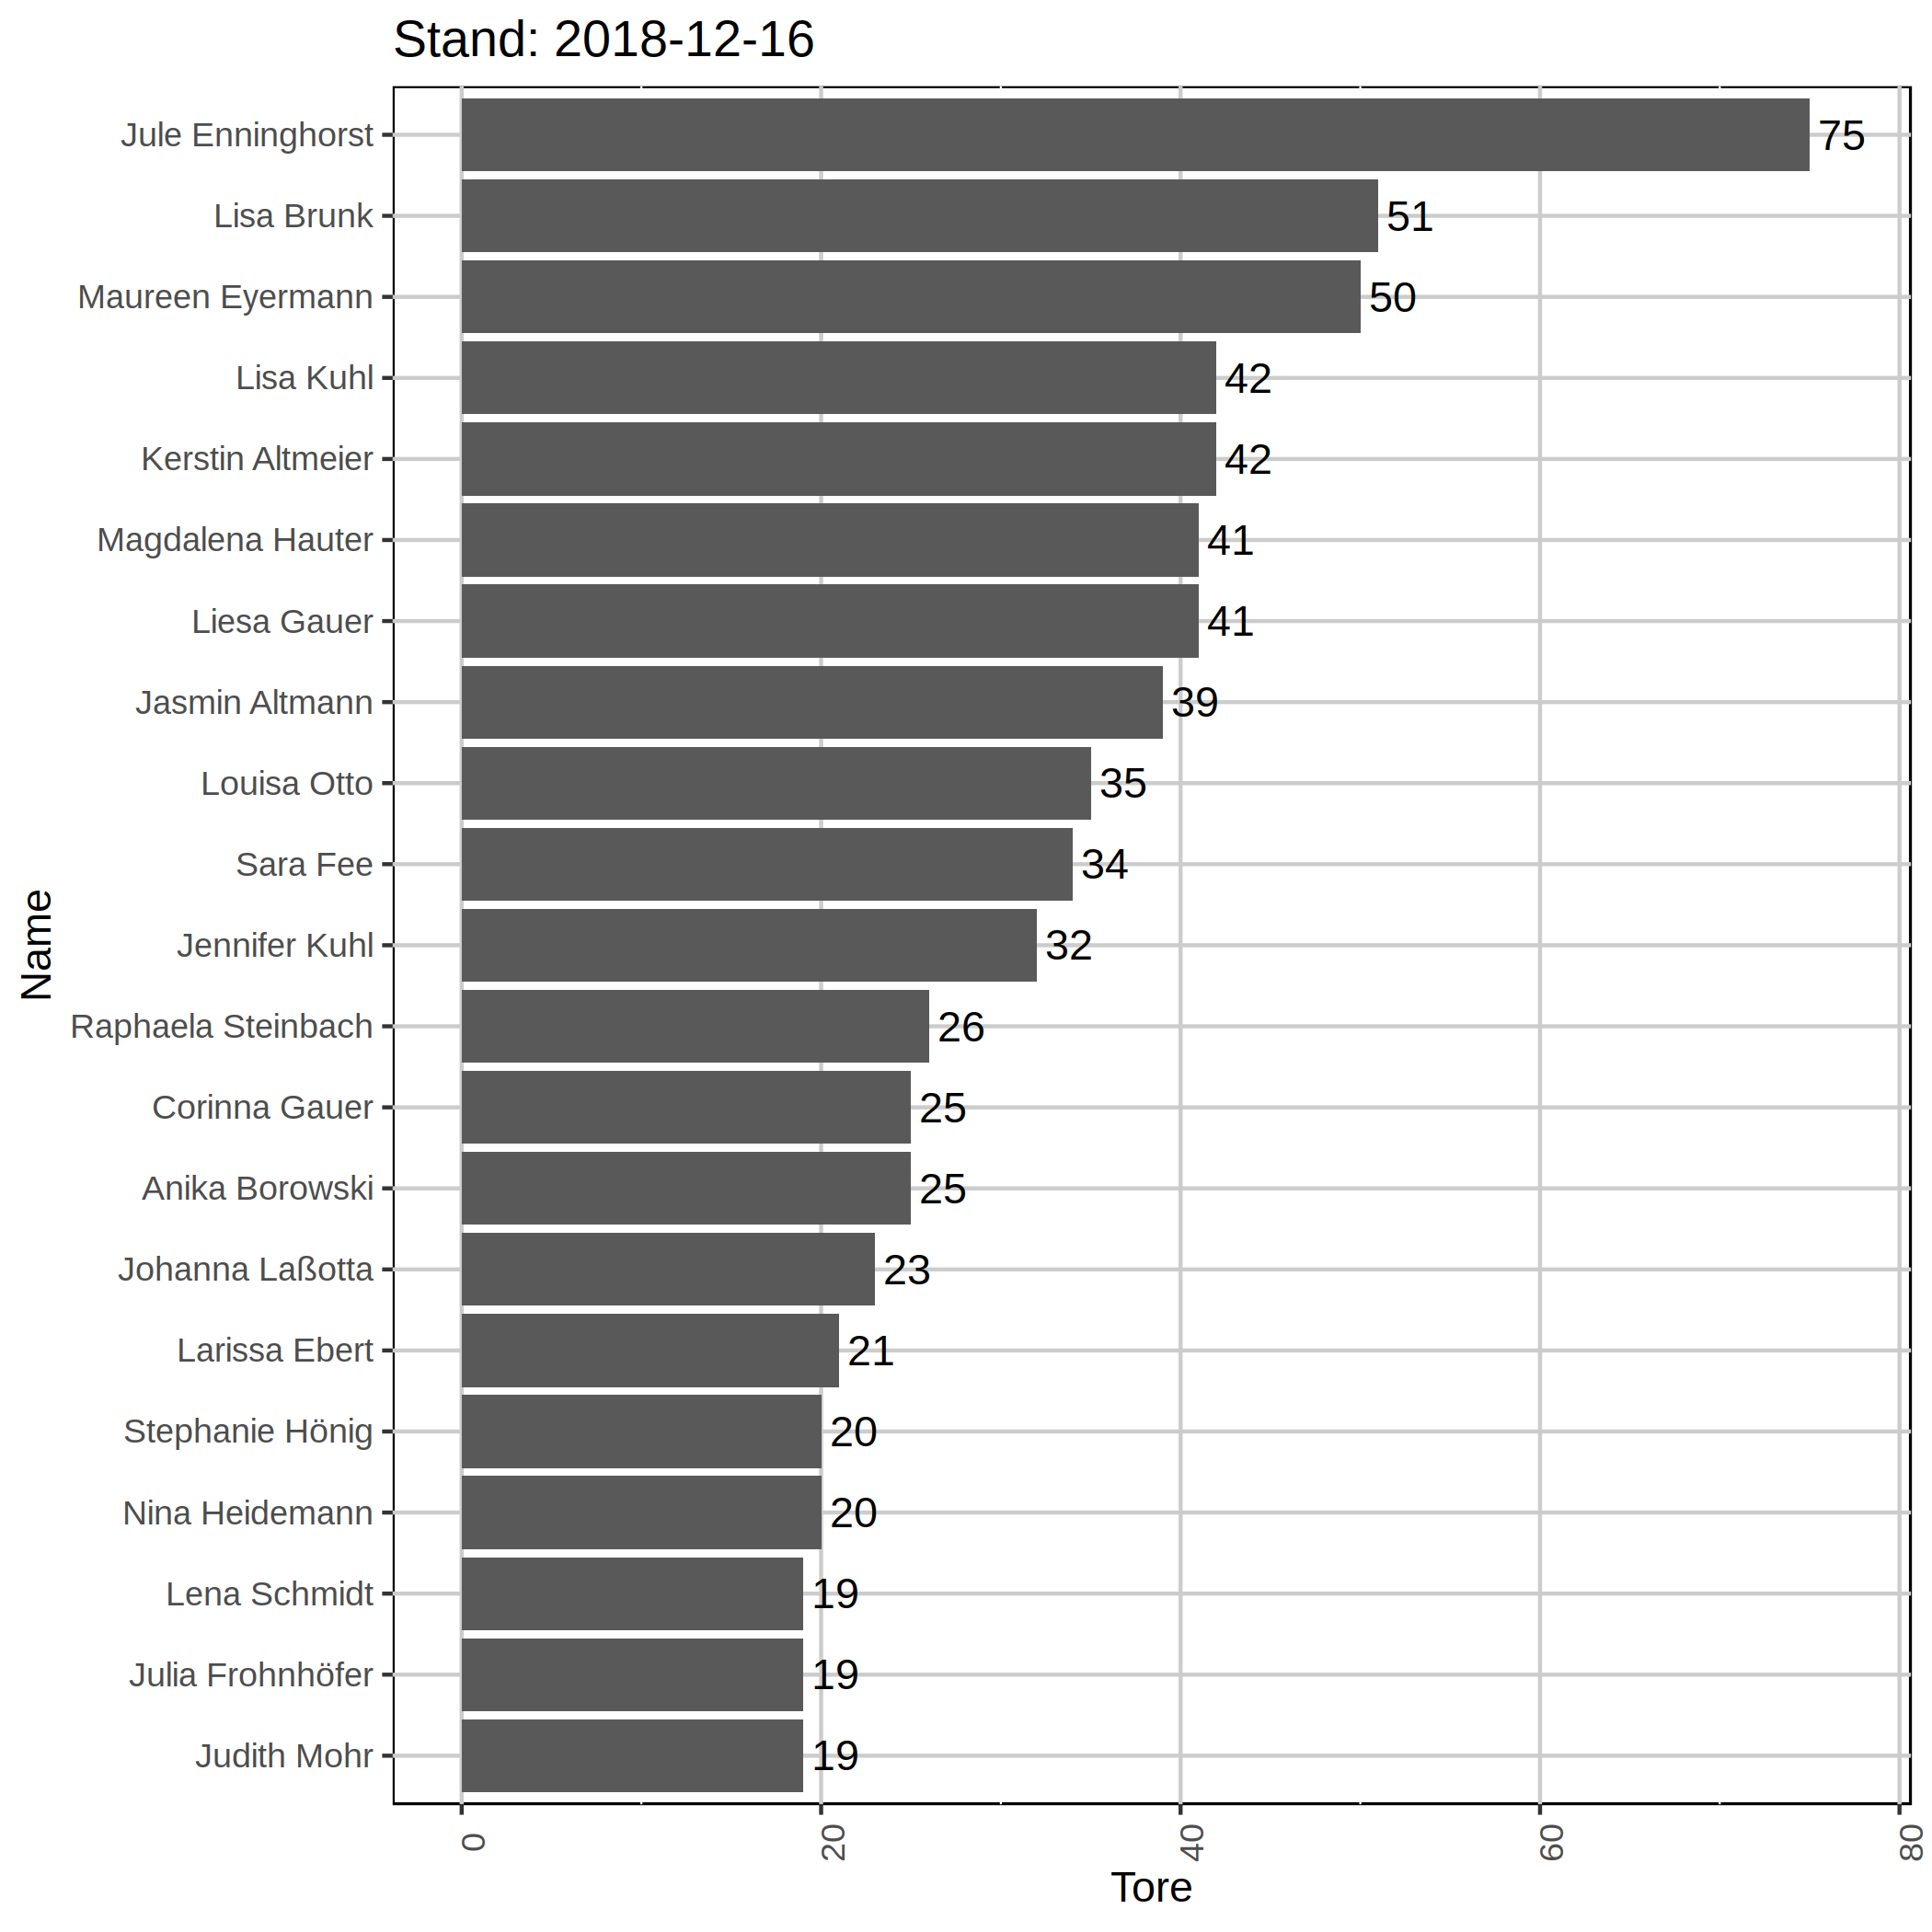 Stand: 2018-12-16
Jule Enninghorst 75
Lisa Brunk 51
Maureen Eyermann 50
Lisa Kuhl 42
Kerstin Altmeier 42
Magdalena Hauter 41
Liesa Gauer 41
Jasmin Altmann 39
Louisa Otto 35
Sara Fee 34
Jennifer Kuhl 32
Raphaela Steinbach 26
Corinna Gauer 25
Anika Borowski 25
Johanna Laßotta 23
Larissa Ebert 21
Stephanie Hönig 20
Nina Heidemann 20
Lena Schmidt 19
Julia Frohnhöfer 19
Judith Mohr 19
Name
0 20 40 60 80
Tore